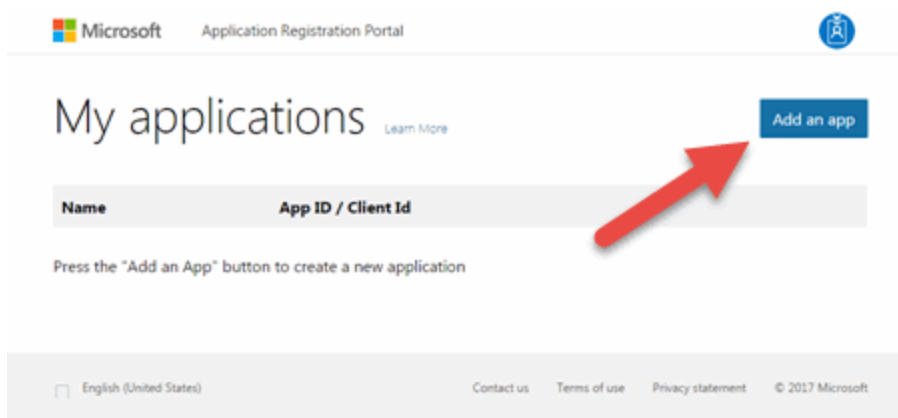 Microsoft Application Registration Portal
My applications Learn More
Add an app
Name App ID / Client Id
Press the "Add an App" button to create a new application
English (United States) Contact us Terms of use Privacy statement © 2017 Microsoft